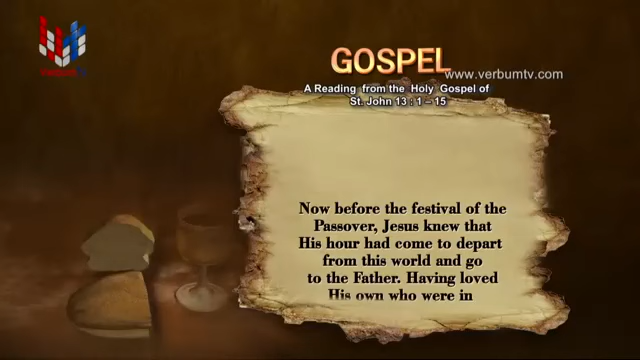 VerbumTV
GOSPEL
www.verbumtv.com
A Reading from the Holy Gospel of
St. John 13 : 1 – 15
Now before the festival of the
Passover, Jesus knew that
His hour had come to depart
from this world and go
to the Father. Having loved
His own who were in